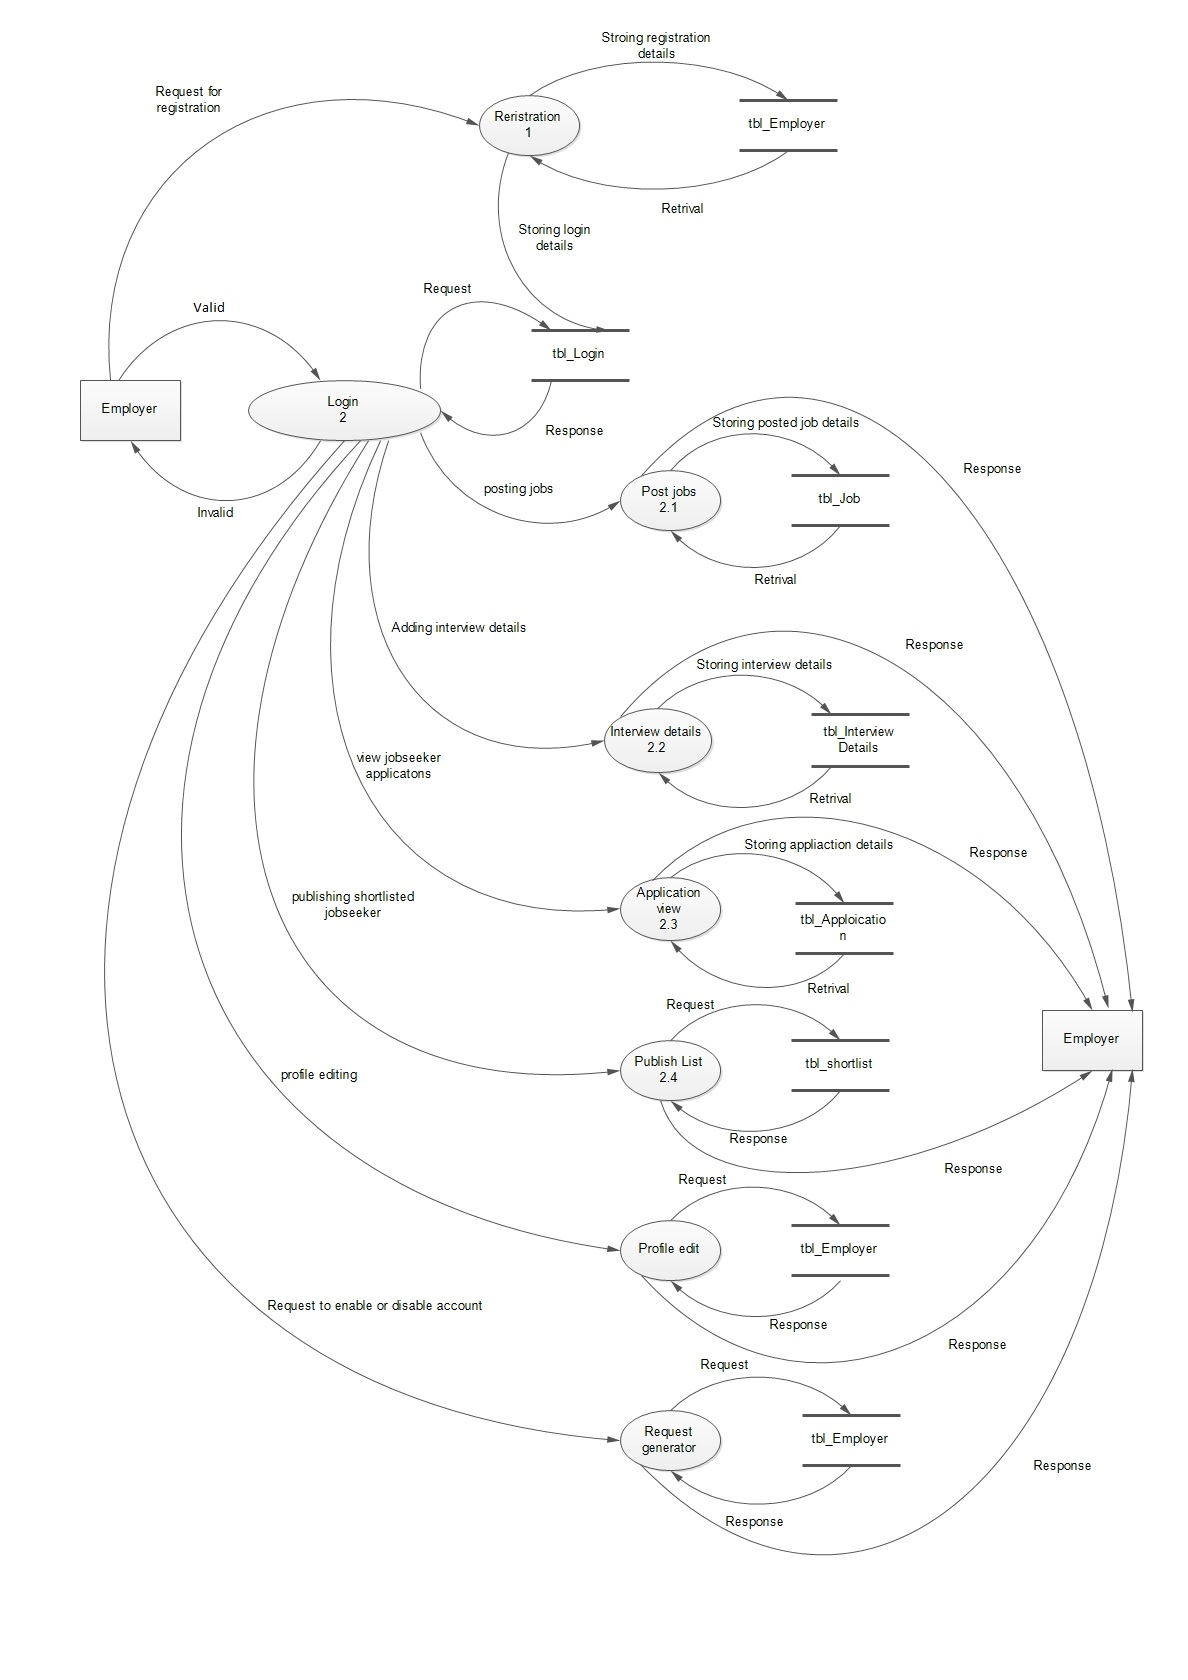 Stroing registration
details
Request for
registration
Reristration
1
tbl_Employer
Retrival
Storing login
details
Request
Valid
tbl_Login
Employer
Login
2
Response
Storing posted job details
Response
posting jobs
Post jobs
2.1
tbl_Job
Invalid
Retrival
Adding interview details
Response
Storing interview details
Interview details
2.2
tbl_Interview
Details
view jobseeker
applicatons
Retrival
Storing appliaction details
Response
Application
view
2.3
publishing shortlisted
jobseeker
tbl_Apploicatio
n
Retrival
Request
Employer
Publish List
2.4
tbl_shortlist
profile editing
Response
Response
Request
Profile edit
tbl_Employer
Request to enable or disable account
Response
Response
Request
Request
generator
tbl_Employer
Response
Response